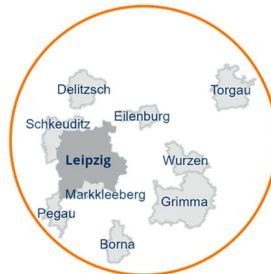 Delitzsch
Torgau
Eilenburg
Schkeuditz
Leipzig
Wurzen
Markkleeberg
Grimma
Pegau
Borna